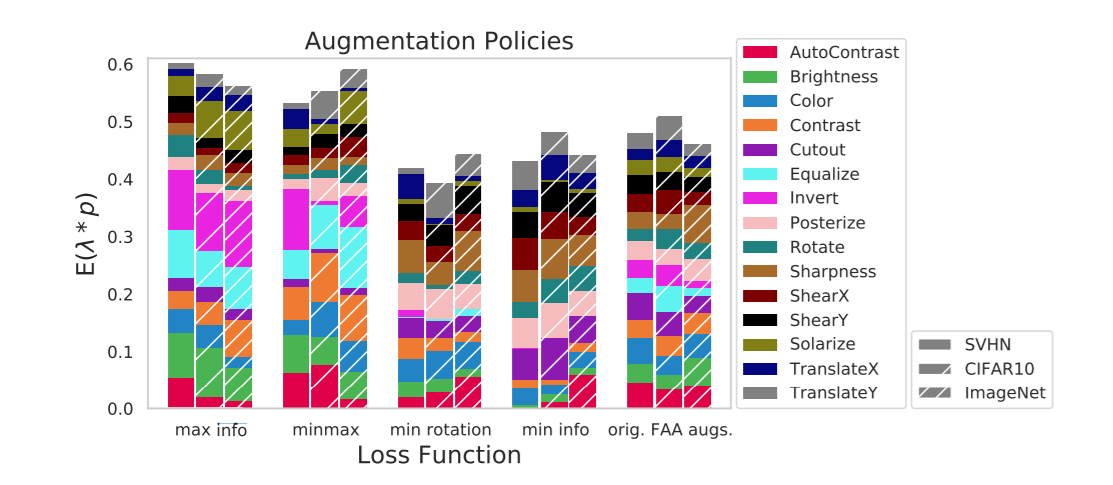 Augmentation Policies
E(λ * p)
0.6
0.5
0.4
0.3
0.2
0.1
0.0
max info
minmax
min rotation
min info
orig. FAA augs.
Loss Function
AutoContrast
Brightness
Color
Contrast
Cutout
Equalize
Invert
Posterize
Rotate
Sharpness
ShearX
ShearY
Solarize
TranslateX
TranslateY
SVHN
CIFAR10
ImageNet